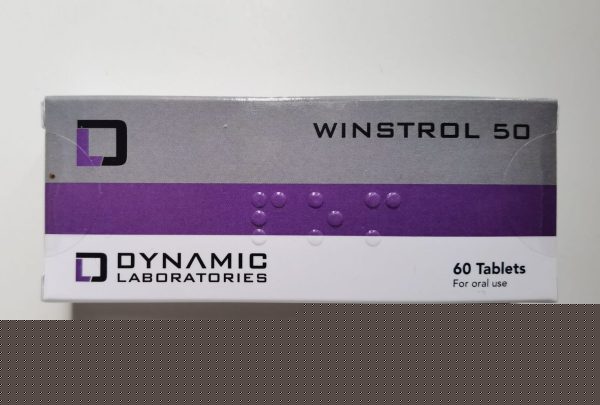 WINSTROL 50
DYNAMIC
LABORATORIES
60 Tablets
For oral use